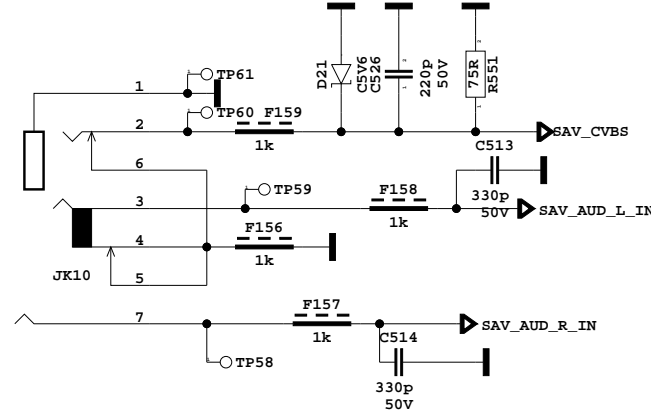 D21
C5V6
C526
220p
50V
75R
R551
1
TP61
TP60
F159
2
1k
SAV_CVBS
C513
6
330p
50V
3
TP59
F158
1k
SAV_AUD_L_IN
4
F156
1k
JK10
5
F157
7
1k
SAV_AUD_R_IN
C514
TP58
330p
50V